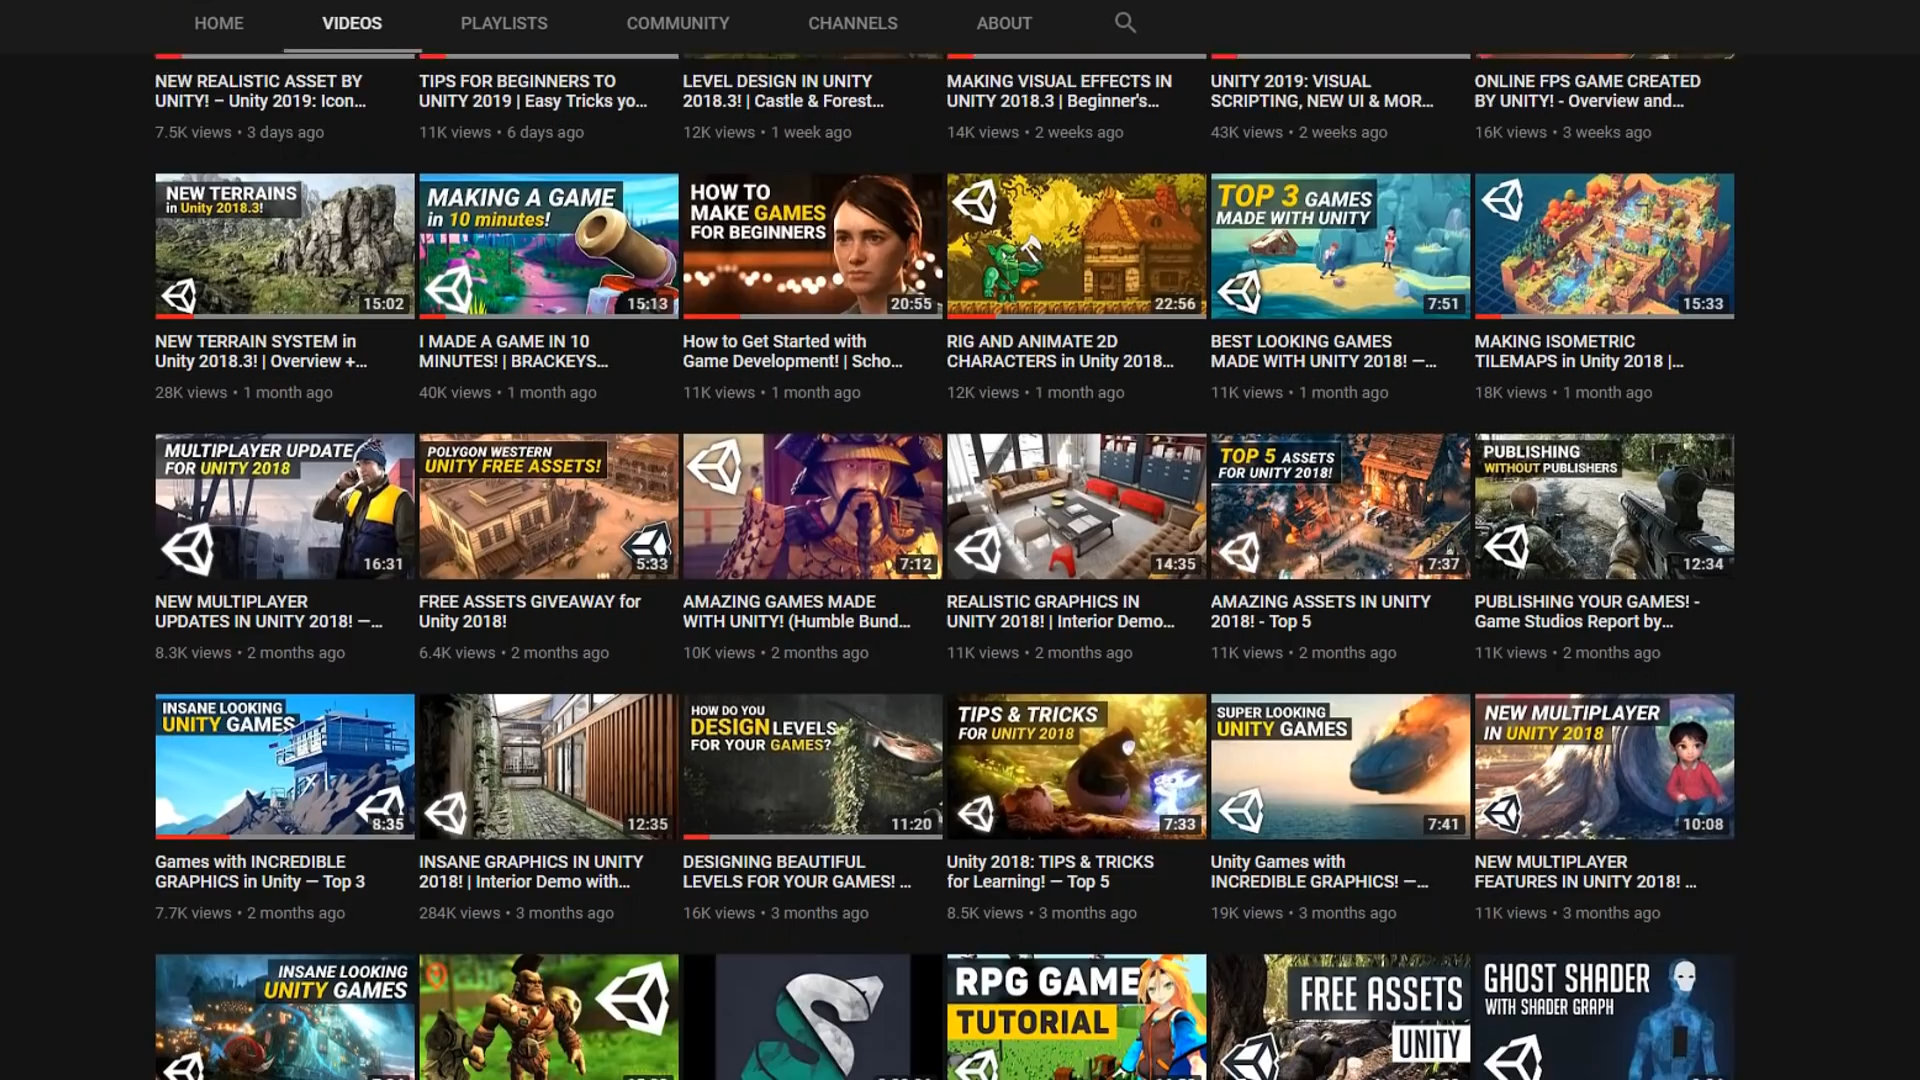 HOME VIDEOS PLAYLISTS COMMUNITY CHANNELS ABOUT
NEW REALISTIC ASSET BY
UNITY! – Unity 2019: Icon...
7.5K views • 3 days ago
TIPS FOR BEGINNERS TO
UNITY 2019 | Easy Tricks yo...
11K views • 6 days ago
LEVEL DESIGN IN UNITY
2018.3! | Castle & Forest...
12K views • 1 week ago
MAKING VISUAL EFFECTS IN
UNITY 2018.3 | Beginner's...
14K views • 2 weeks ago
UNITY 2019: VISUAL
SCRIPTING, NEW UI & MOR...
43K views • 2 weeks ago
ONLINE FPS GAME CREATED
BY UNITY! - Overview and...
16K views • 3 weeks ago
NEW TERRAINS
in Unity 2018.3!
15:02
NEW TERRAIN SYSTEM in
Unity 2018.3! | Overview +...
28K views • 1 month ago
MAKING A GAME
in 10 minutes!
15:13
I MADE A GAME IN 10
MINUTES! | BRACKEYS...
40K views • 1 month ago
HOW TO
MAKE GAMES
FOR BEGINNERS
20:55
How to Get Started with
Game Development! | Scho...
11K views • 1 month ago
22:56
RIG AND ANIMATE 2D
CHARACTERS in Unity 2018...
12K views • 1 month ago
TOP 3 GAMES
MADE WITH UNITY
7:51
BEST LOOKING GAMES
MADE WITH UNITY 2018! —...
11K views • 1 month ago
15:33
MAKING ISOMETRIC
TILEMAPS in Unity 2018 |...
18K views • 1 month ago
MULTIPLAYER UPDATE
FOR UNITY 2018
16:31
NEW MULTIPLAYER
UPDATES IN UNITY 2018! —...
8.3K views • 2 months ago
POLYGON WESTERN
UNITY FREE ASSETS!
5:33
FREE ASSETS GIVEAWAY for
Unity 2018!
6.4K views • 2 months ago
7:12
AMAZING GAMES MADE
WITH UNITY! (Humble Bund...
10K views • 2 months ago
14:35
REALISTIC GRAPHICS IN
UNITY 2018! | Interior Demo...
11K views • 2 months ago
TOP 5 ASSETS
FOR UNITY 2018!
7:37
AMAZING ASSETS IN UNITY
2018! - Top 5
11K views • 2 months ago
PUBLISHING
WITHOUT PUBLISHERS
12:34
PUBLISHING YOUR GAMES! -
Game Studios Report by...
11K views • 2 months ago
INSANE LOOKING
UNITY GAMES
8:35
Games with INCREDIBLE
GRAPHICS in Unity — Top 3
7.7K views • 2 months ago
12:35
INSANE GRAPHICS IN UNITY
2018! | Interior Demo with...
284K views • 3 months ago
HOW DO YOU
DESIGN LEVELS
FOR YOUR GAMES?
11:20
DESIGNING BEAUTIFUL
LEVELS FOR YOUR GAMES! ...
16K views • 3 months ago
TIPS & TRICKS
FOR UNITY 2018
7:33
Unity 2018: TIPS & TRICKS
for Learning! — Top 5
8.5K views • 3 months ago
SUPER LOOKING
UNITY GAMES
7:41
Unity Games with
INCREDIBLE GRAPHICS! —...
19K views • 3 months ago
NEW MULTIPLAYER
IN UNITY 2018
10:08
NEW MULTIPLAYER
FEATURES IN UNITY 2018! ...
11K views • 3 months ago
INSANE LOOKING
UNITY GAMES
RPG GAME
TUTORIAL
FREE ASSETS
UNITY
GHOST SHADER
WITH SHADER GRAPH